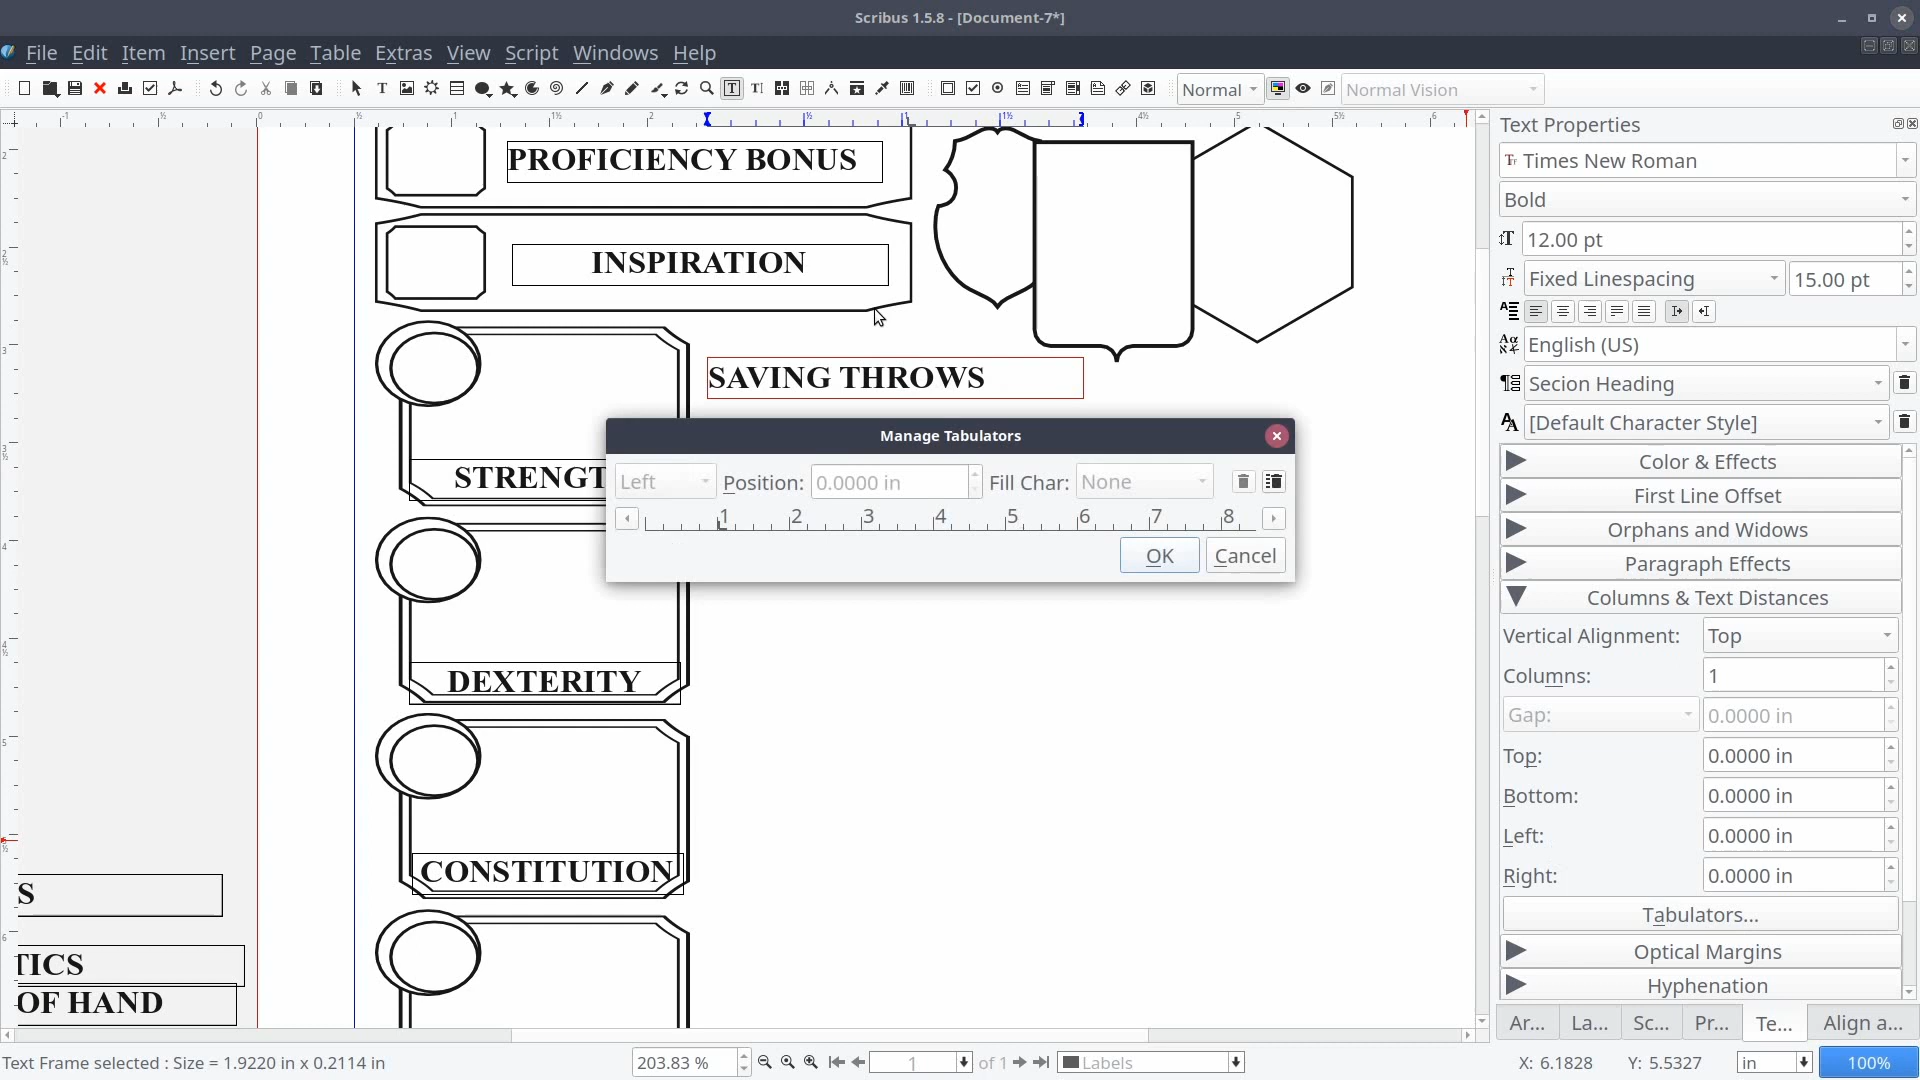 Scribus 1.5.8 - [Document-7*]
File Edit Item Insert Page Table Extras View Script Windows Help
Normal
Normal Vision
PROFICIENCY BONUS
INSPIRATION
SAVING THROWS
STRENGT
DEXTERITY
CONSTITUTION
S
TICS
OF HAND
Manage Tabulators
Left Position: 0.0000 in Fill Char: None
1 2 3 4 5 6 7 8
OK Cancel
Text Properties
Times New Roman
Bold
12.00 pt
Fixed Linespacing 15.00 pt
English (US)
Secion Heading
[Default Character Style]
Color & Effects
First Line Offset
Orphans and Widows
Paragraph Effects
Columns & Text Distances
Vertical Alignment: Top
Columns: 1
Gap: 0.0000 in
Top: 0.0000 in
Bottom: 0.0000 in
Left: 0.0000 in
Right: 0.0000 in
Tabulators...
Optical Margins
Hyphenation
Ar... La... Sc... Pr... Te... Align a...
Text Frame selected : Size = 1.9220 in x 0.2114 in
203.83 %
1 of 1
Labels
X: 6.1828 Y: 5.5327
in
100%